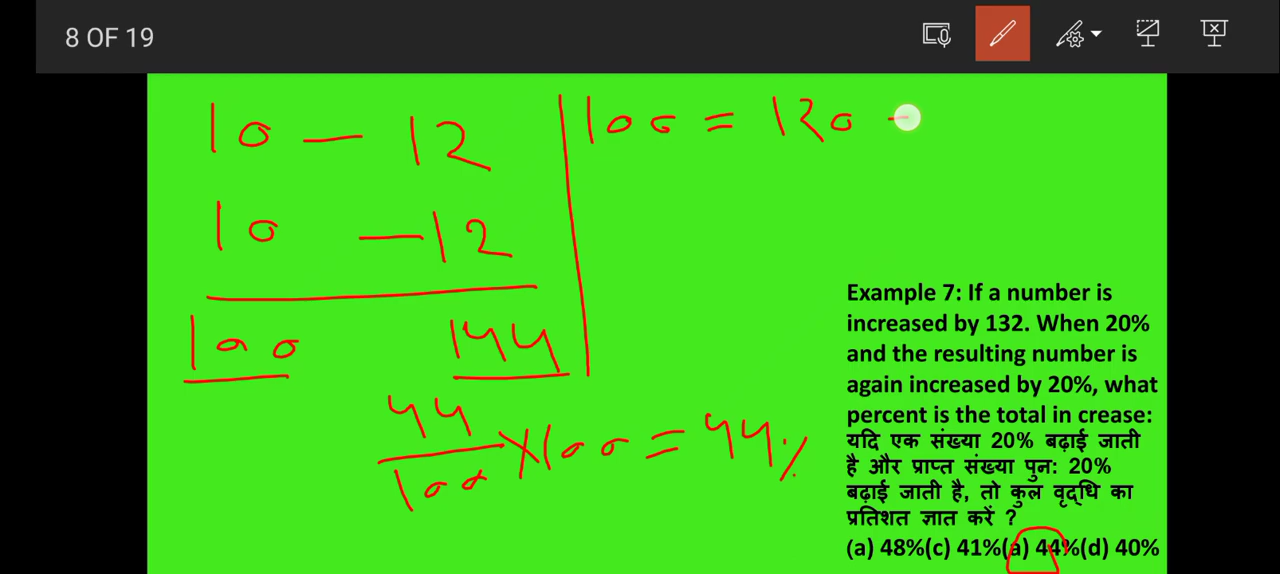 8 OF 19
10 — 12
10 — 12
100 144
44/100 × 100 = 44%
100 = 120 -
Example 7: If a number is
increased by 132. When 20%
and the resulting number is
again increased by 20%, what
percent is the total in crease:
यदि एक संख्या 20% बढ़ाई जाती
है और प्राप्त संख्या पुन: 20%
बढ़ाई जाती है, तो कुल वृद्धि का
प्रतिशत ज्ञात करें ?
(a) 48%(c) 41%(a) 44%(d) 40%